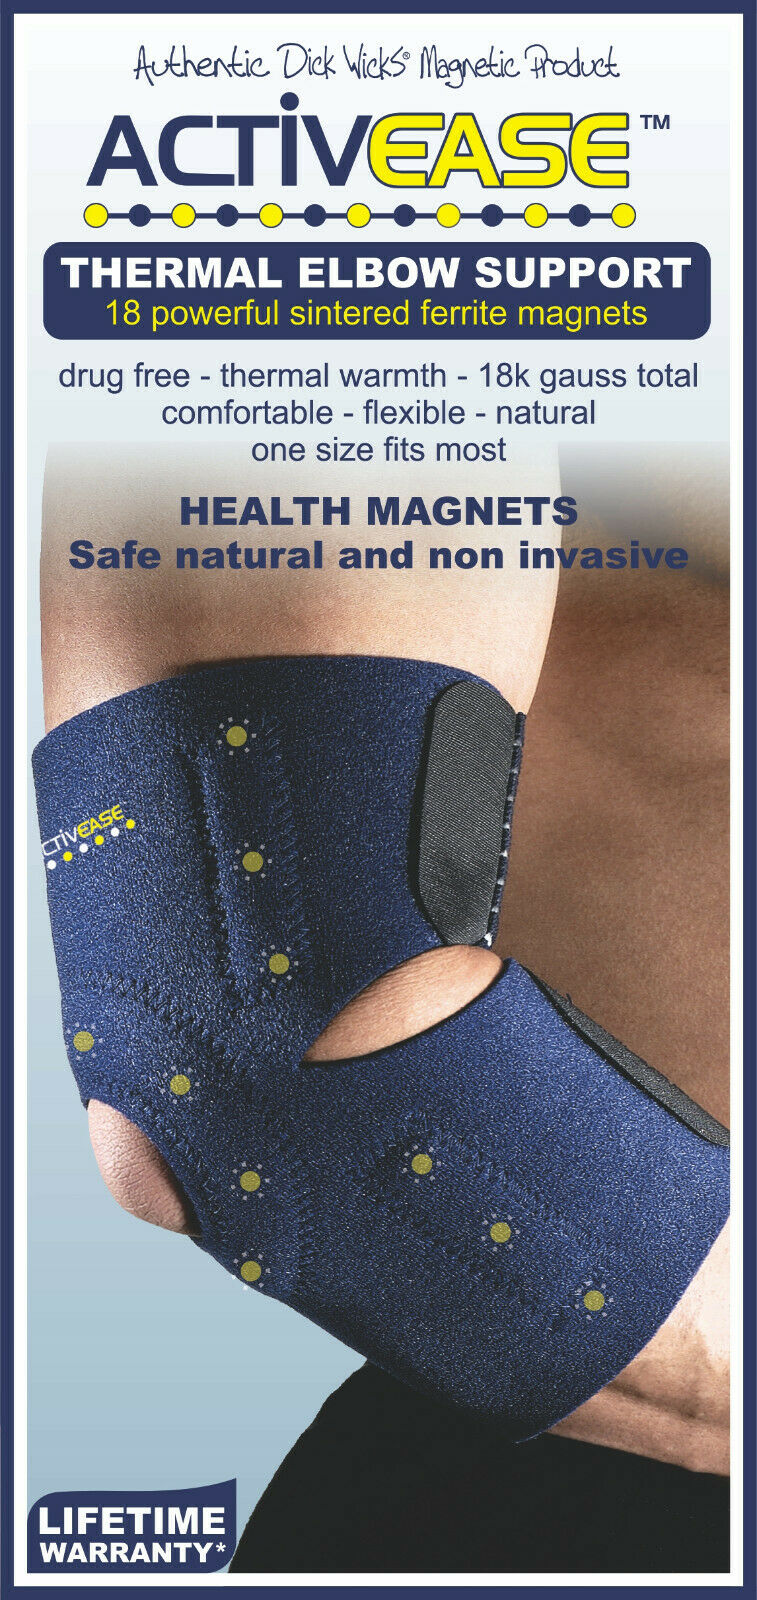 Authentic Dick Wicks® Magnetic Product
ACTiVEASE™
THERMAL ELBOW SUPPORT
18 powerful sintered ferrite magnets
drug free - thermal warmth - 18k gauss total
comfortable - flexible - natural
one size fits most
HEALTH MAGNETS
Safe natural and non invasive
CTiVEASE
LIFETIME
WARRANTY*